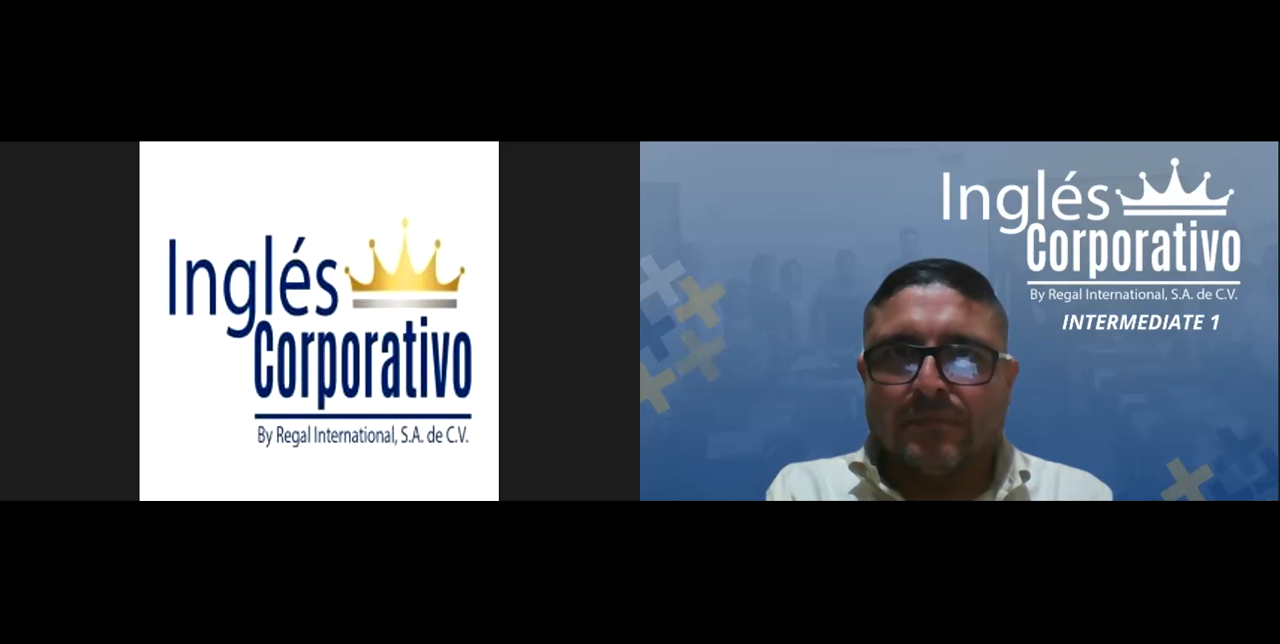 Inglés
Corporativo
By Regal International, S.A. de C.V.
Inglés
Corporativo
By Regal International, S.A. de C.V.
INTERMEDIATE 1